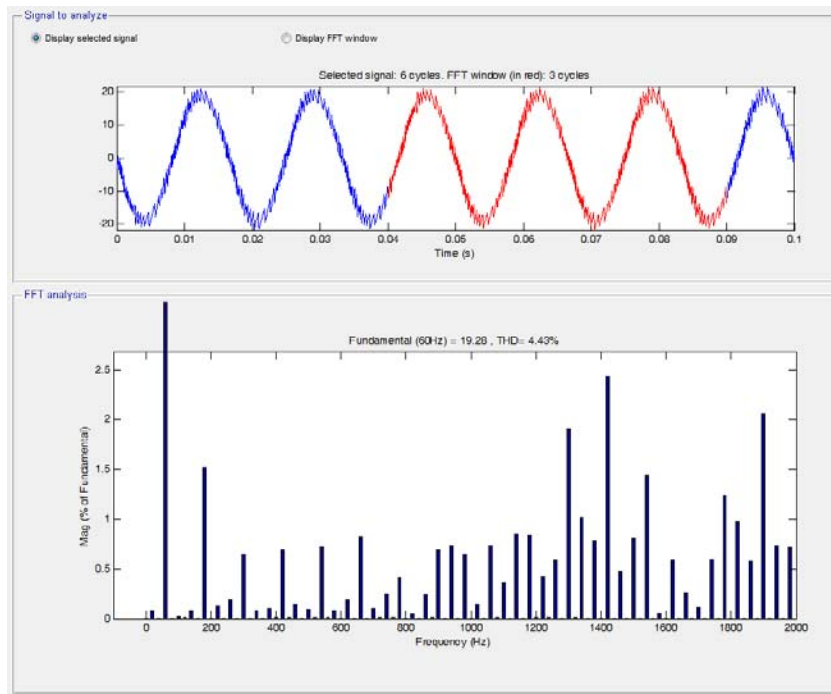 Signal to analyze
Display selected signal
Display FFT window
Selected signal: 6 cycles. FFT window (in red): 3 cycles
20
10
0
-10
-20
0 0.01 0.02 0.03 0.04 0.05 0.06 0.07 0.08 0.09 0.1
Time (s)
FFT analysis
Fundamental (60Hz) = 19.28 , THD= 4.43%
2.5
2
1.5
1
0.5
0
Mag (% of Fundamental)
0 200 400 600 800 1000 1200 1400 1600 1800 2000
Frequency (Hz)